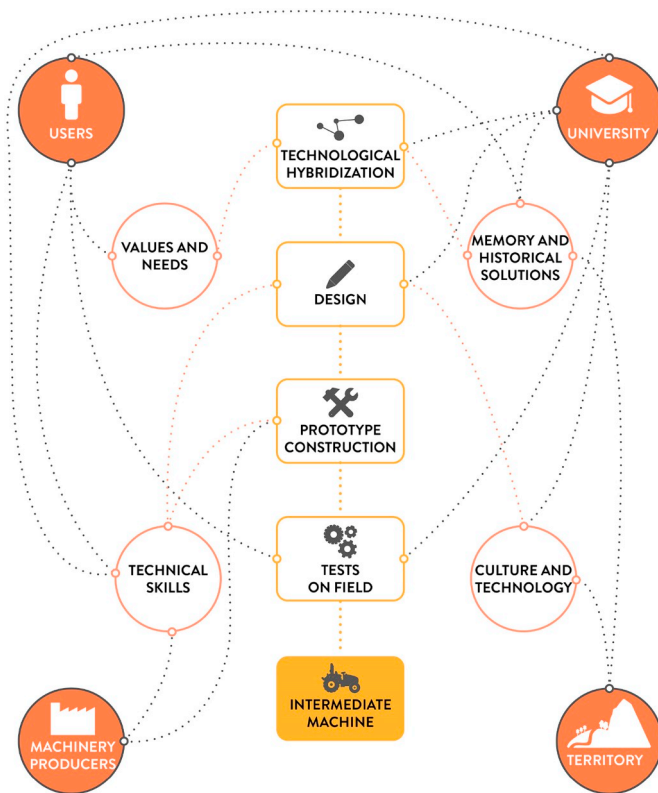 USERS
UNIVERSITY
TECHNOLOGICAL
HYBRIDIZATION
VALUES AND
NEEDS
MEMORY AND
HISTORICAL
SOLUTIONS
DESIGN
PROTOTYPE
CONSTRUCTION
TECHNICAL
SKILLS
TESTS
ON FIELD
CULTURE AND
TECHNOLOGY
INTERMEDIATE
MACHINE
MACHINERY
PRODUCERS
TERRITORY